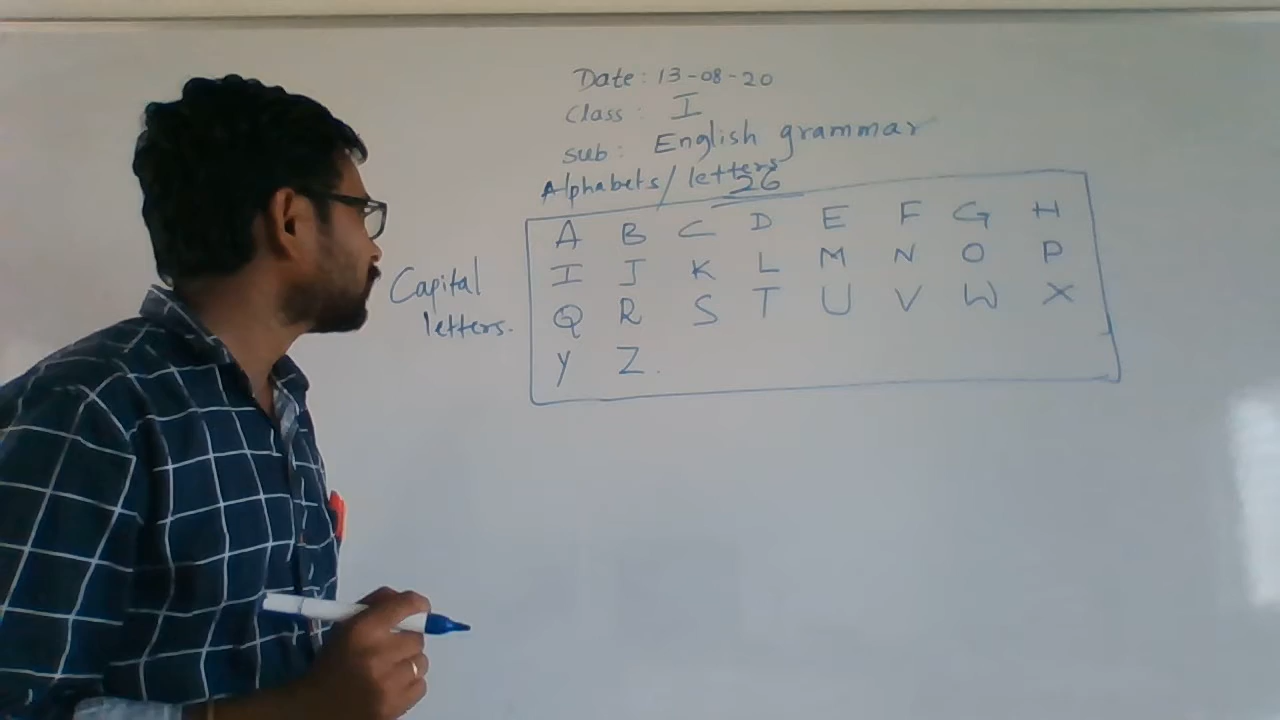 Date: 13-08-20
Class: I
Sub: English grammar
Alphabets/letters
26
Capital
letters.
A B C D E F G H
I J K L M N O P
Q R S T U V W X
Y Z.